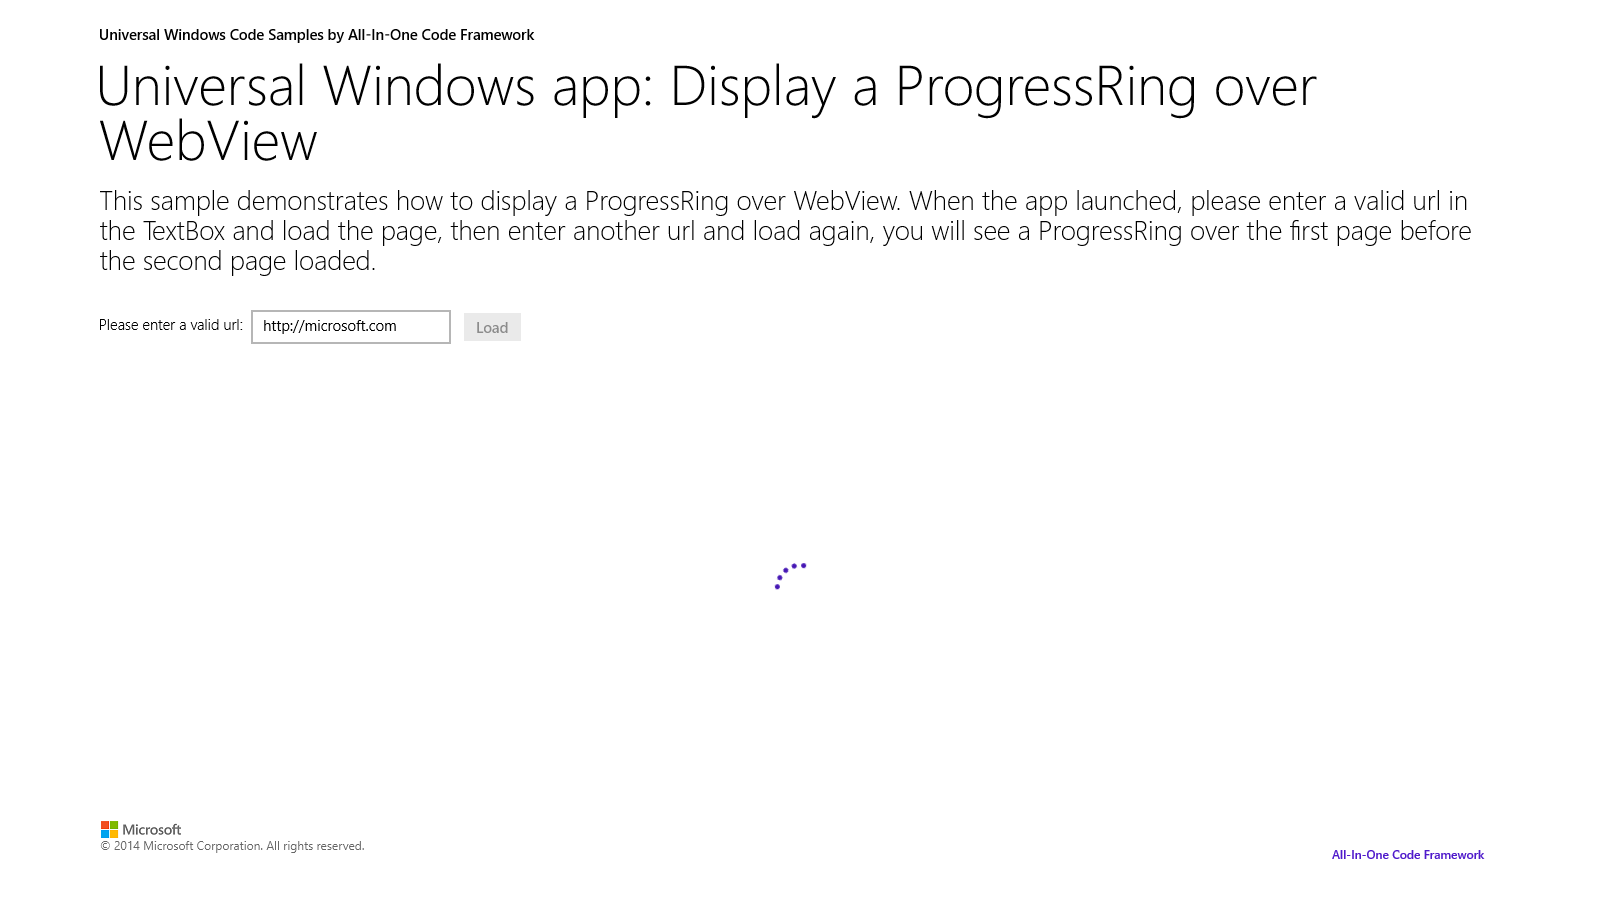 Universal Windows Code Samples by All-In-One Code Framework
Universal Windows app: Display a ProgressRing over
WebView
This sample demonstrates how to display a ProgressRing over WebView. When the app launched, please enter a valid url in
the TextBox and load the page, then enter another url and load again, you will see a ProgressRing over the first page before
the second page loaded.
Please enter a valid url: http://microsoft.com Load
Microsoft
© 2014 Microsoft Corporation. All rights reserved.
All-In-One Code Framework